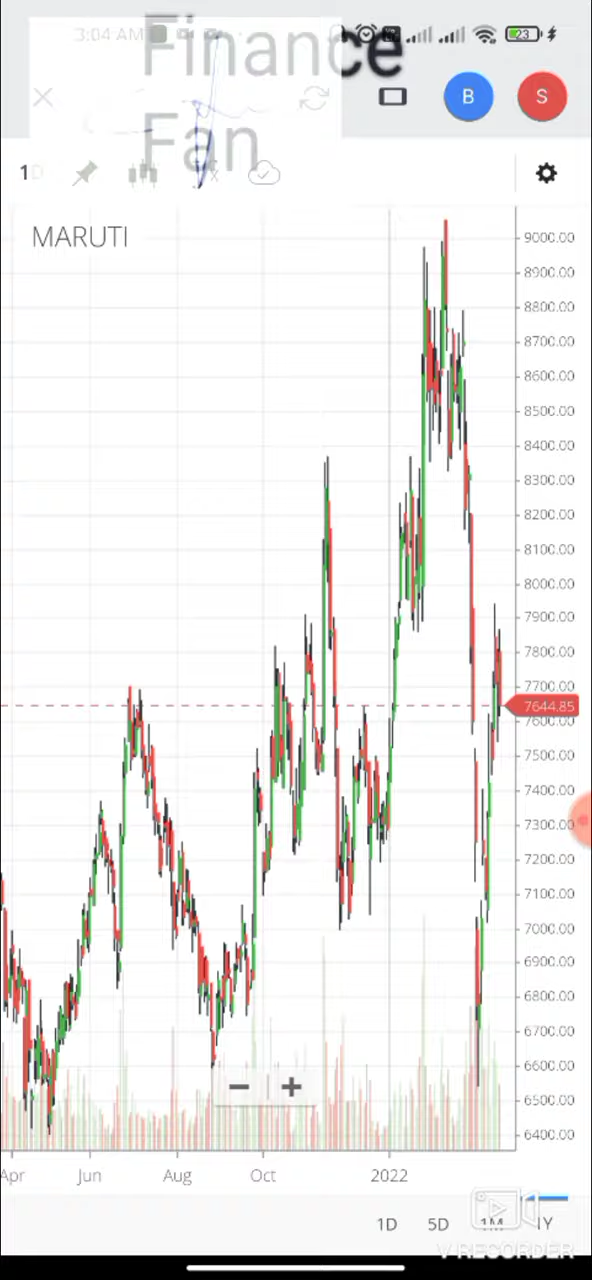 3:04 AM
Finance
Fan
23
B
S
1D
MARUTI
9000.00
8900.00
8800.00
8700.00
8600.00
8500.00
8400.00
8300.00
8200.00
8100.00
8000.00
7900.00
7800.00
7700.00
7644.85
7600.00
7500.00
7400.00
7300.00
7200.00
7100.00
7000.00
6900.00
6800.00
6700.00
6600.00
6500.00
6400.00
Apr Jun Aug Oct 2022
1D 5D 1M 1Y
V RECORDER